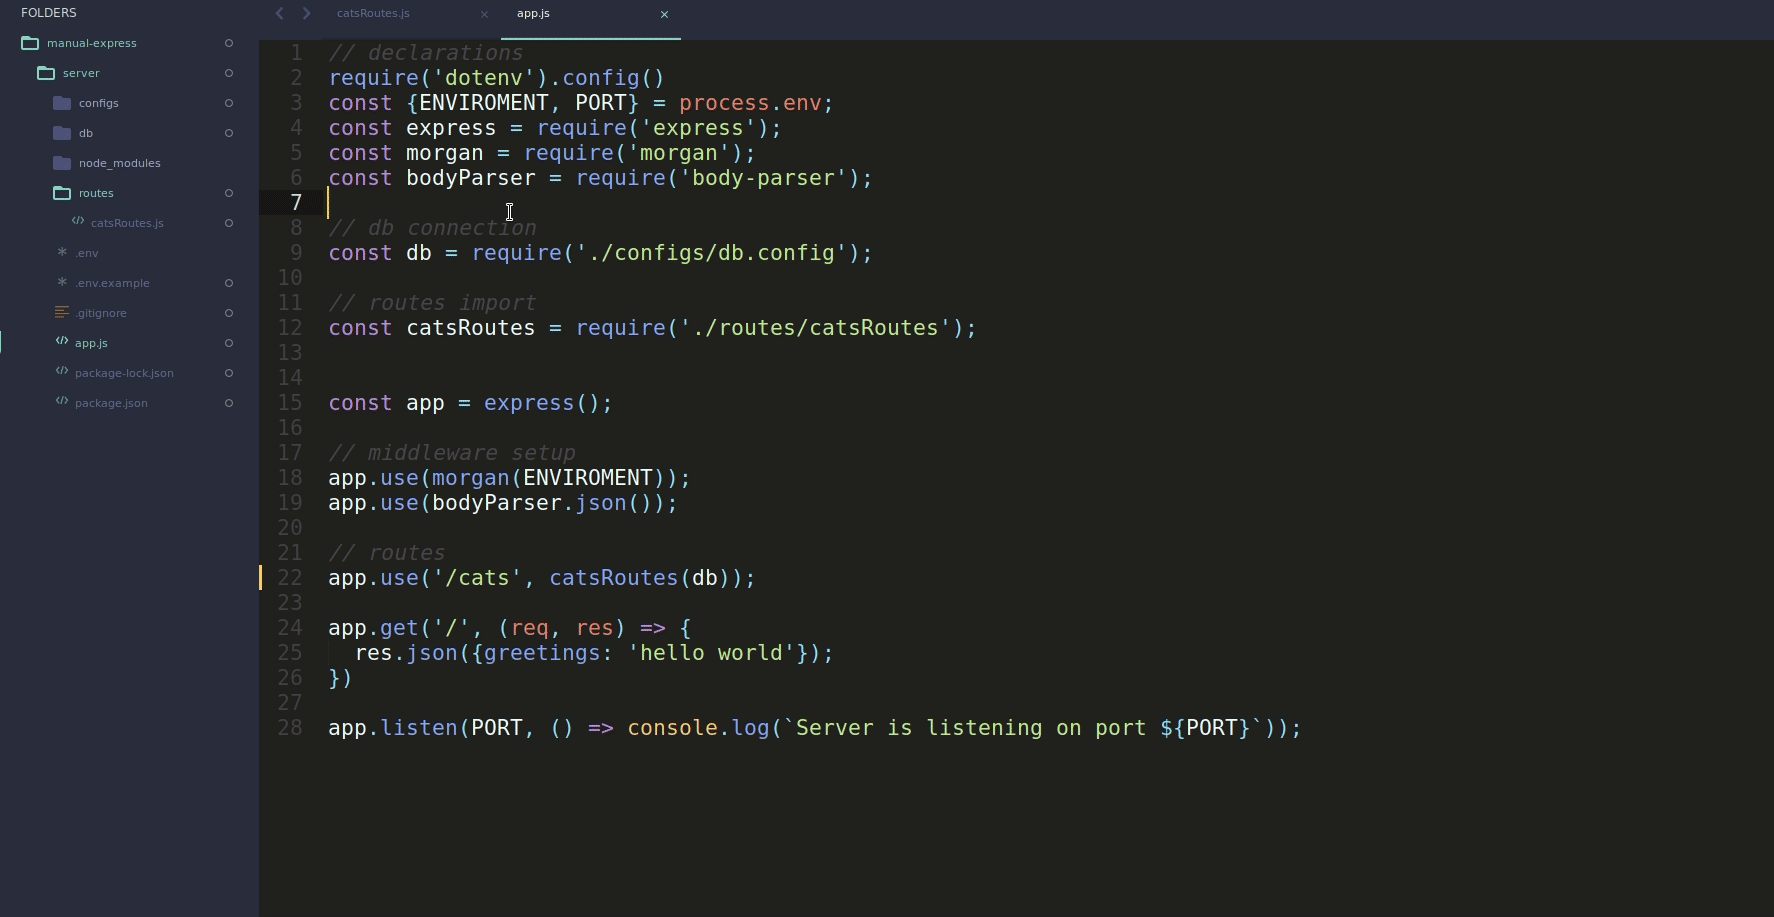 FOLDERS
manual-express
server
configs
db
node_modules
routes
catsRoutes.js
.env
.env.example
.gitignore
app.js
package-lock.json
package.json
catsRoutes.js × app.js ×
1 // declarations
2 require('dotenv').config()
3 const {ENVIROMENT, PORT} = process.env;
4 const express = require('express');
5 const morgan = require('morgan');
6 const bodyParser = require('body-parser');
7
8 // db connection
9 const db = require('./configs/db.config');
10
11 // routes import
12 const catsRoutes = require('./routes/catsRoutes');
13
14
15 const app = express();
16
17 // middleware setup
18 app.use(morgan(ENVIROMENT));
19 app.use(bodyParser.json());
20
21 // routes
22 app.use('/cats', catsRoutes(db));
23
24 app.get('/', (req, res) => {
25   res.json({greetings: 'hello world'});
26 })
27
28 app.listen(PORT, () => console.log(`Server is listening on port ${PORT}`));